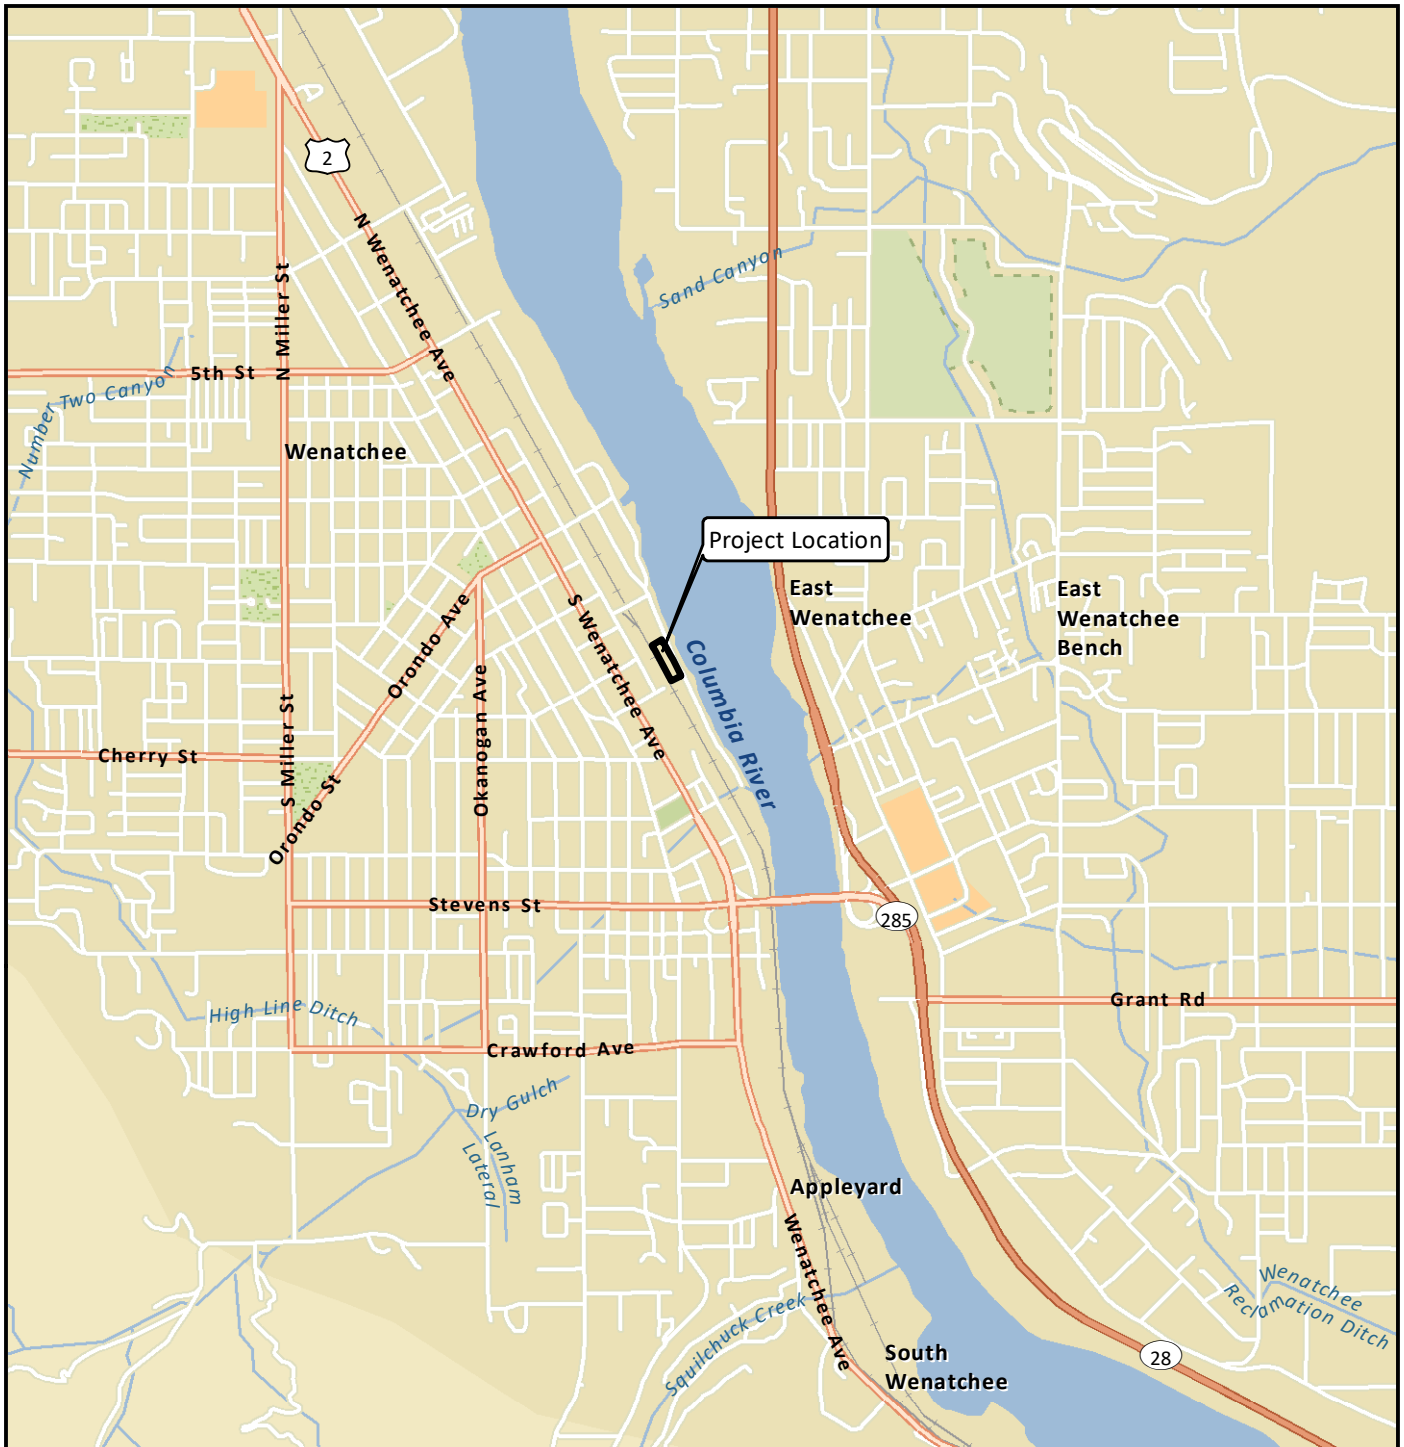 2
N Wenatchee Ave
N Miller St
Sand Canyon
5th St
Number Two Canyon
Wenatchee
Project Location
East
Wenatchee
East
Wenatchee
Bench
Orondo Ave
S Wenatchee Ave
Columbia River
Okanogan Ave
S Miller St
Cherry St
Orondo St
Stevens St
285
Grant Rd
High Line Ditch
Crawford Ave
Dry Gulch
Lanham
Lateral
Appleyard
Wenatchee Ave
Squilchuck Creek
Wenatchee
Reclamation Ditch
South
Wenatchee
28